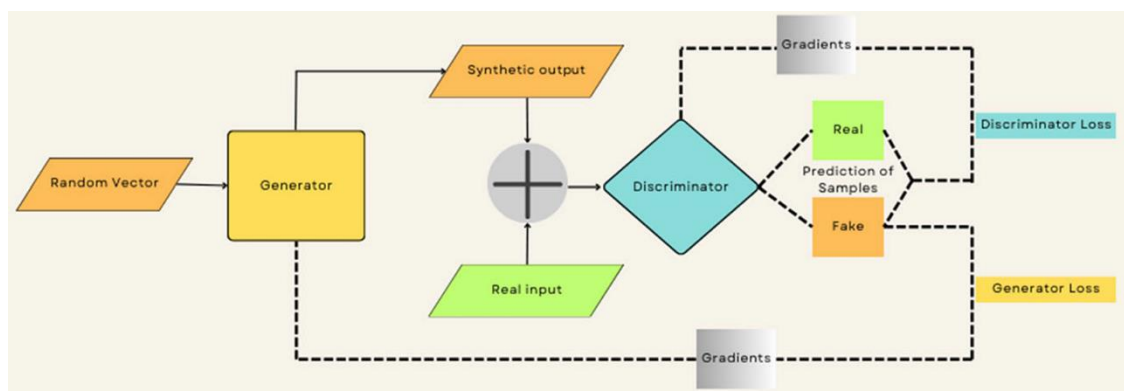 Gradients
Synthetic output
Real
Discriminator Loss
Random Vector
Generator
Discriminator
Prediction of
Samples
Fake
Real input
Generator Loss
Gradients